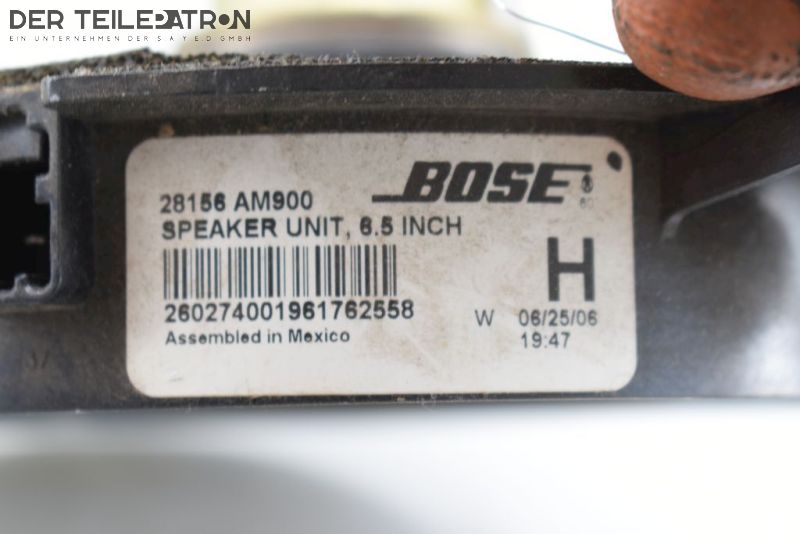 DER TEILEPATRON
EIN UNTERNEHMEN DER S A Y E D GMBH
28156 AM900
BOSE ®
SPEAKER UNIT, 6.5 INCH
H
260274001961762558
W 06/25/06
Assembled in Mexico
19:47